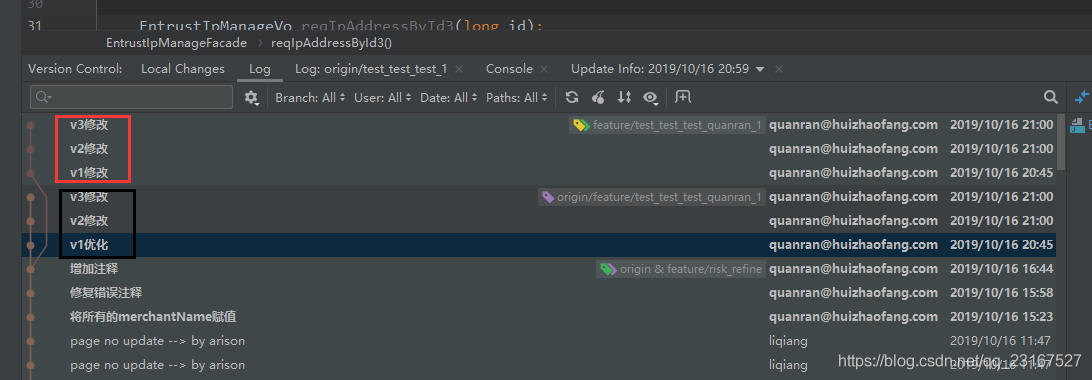 30
31 EntrustIpManageVo reqIpAddressById3(long id);
EntrustIpManageFacade › reqIpAddressById3()
Version Control: Local Changes Log Log: origin/test_test_test_1 × Console × Update Info: 2019/10/16 20:59 ×
Branch: All User: All Date: All Paths: All
v3修改 feature/test_test_test_quanran_1 quanran@huizhaofang.com 2019/10/16 21:00
v2修改 quanran@huizhaofang.com 2019/10/16 21:00
v1修改 quanran@huizhaofang.com 2019/10/16 20:45
v3修改 origin/feature/test_test_test_quanran_1 quanran@huizhaofang.com 2019/10/16 21:00
v2修改 quanran@huizhaofang.com 2019/10/16 21:00
v1优化 quanran@huizhaofang.com 2019/10/16 20:45
增加注释 origin & feature/risk_refine quanran@huizhaofang.com 2019/10/16 16:44
修复错误注释 quanran@huizhaofang.com 2019/10/16 15:58
将所有的merchantName赋值 quanran@huizhaofang.com 2019/10/16 15:23
page no update --> by arison liqiang 2019/10/16 11:47
page no update --> by arison liqiang 2019/10/16 11:47
https://blog.csdn.net/qq_23167527